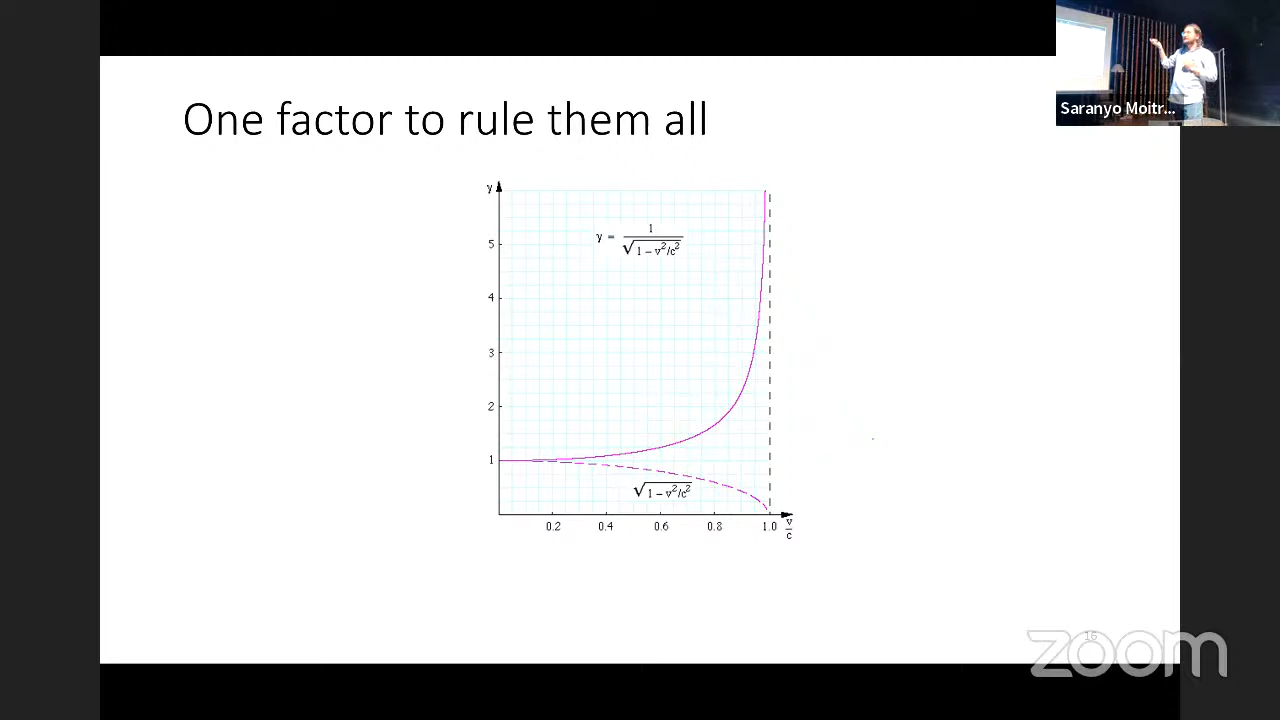 One factor to rule them all
Saranyo Moitr...
γ
γ = 1 / √1 − v²/c²
5
4
3
2
1
√1 − v²/c²
0.2 0.4 0.6 0.8 1.0 v/c
16
zoom